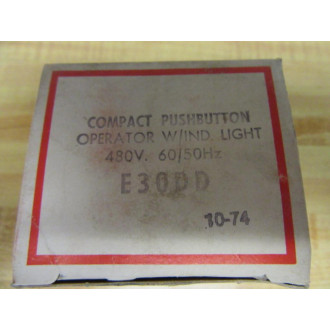 COMPACT PUSHBUTTON
OPERATOR W/IND. LIGHT
480V. 60/50Hz
E30DD
10-74